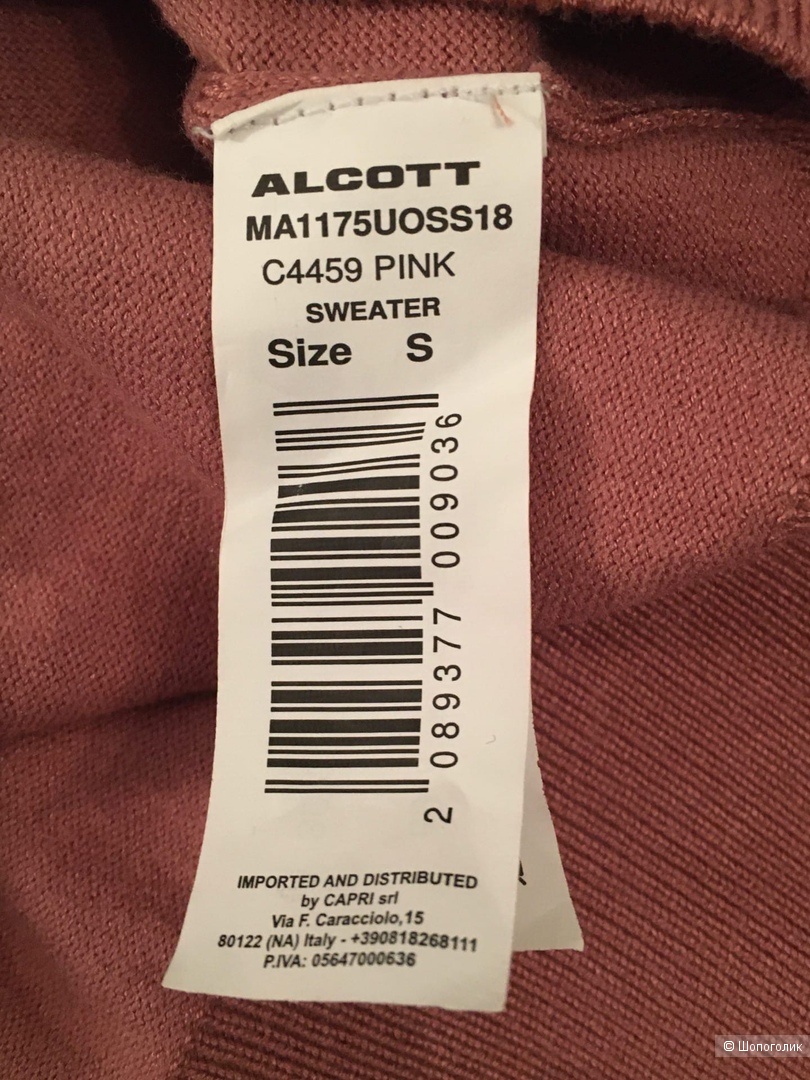 ALCOTT
MA1175UOSS18
C4459 PINK
SWEATER
Size S
2 089377 009036
IMPORTED AND DISTRIBUTED
by CAPRI srl
Via F. Caracciolo,15
80122 (NA) Italy - +390818268111
P.IVA: 05647000636
© Шопоголик